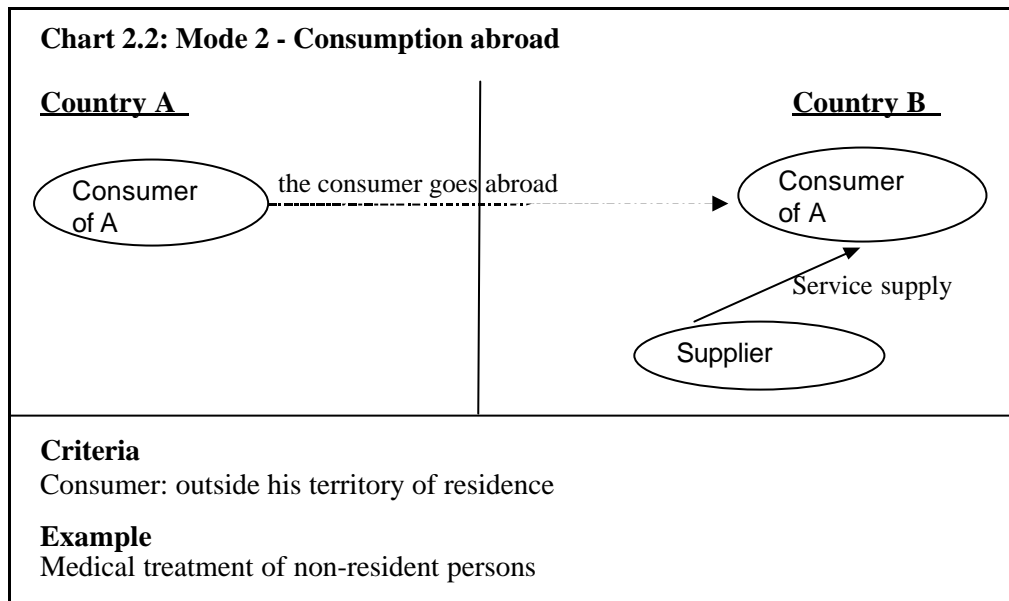 Chart 2.2: Mode 2 - Consumption abroad
Country A
Country B
Consumer
of A
the consumer goes abroad
Consumer
of A
Service supply
Supplier
Criteria
Consumer: outside his territory of residence
Example
Medical treatment of non-resident persons